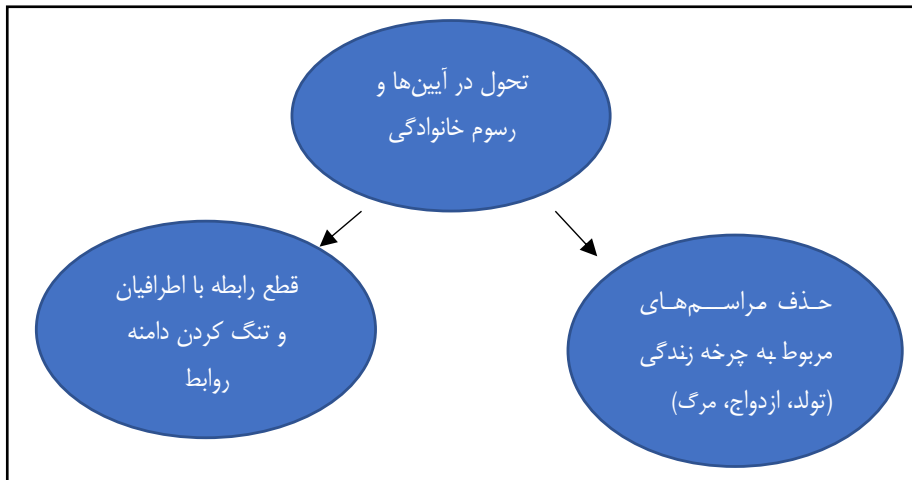 تحول در آیین‌ها و
رسوم خانوادگی
حذف مراسم‌های
مربوط به چرخه زندگی
(تولد، ازدواج، مرگ)
قطع رابطه با اطرافیان
و تنگ کردن دامنه
روابط